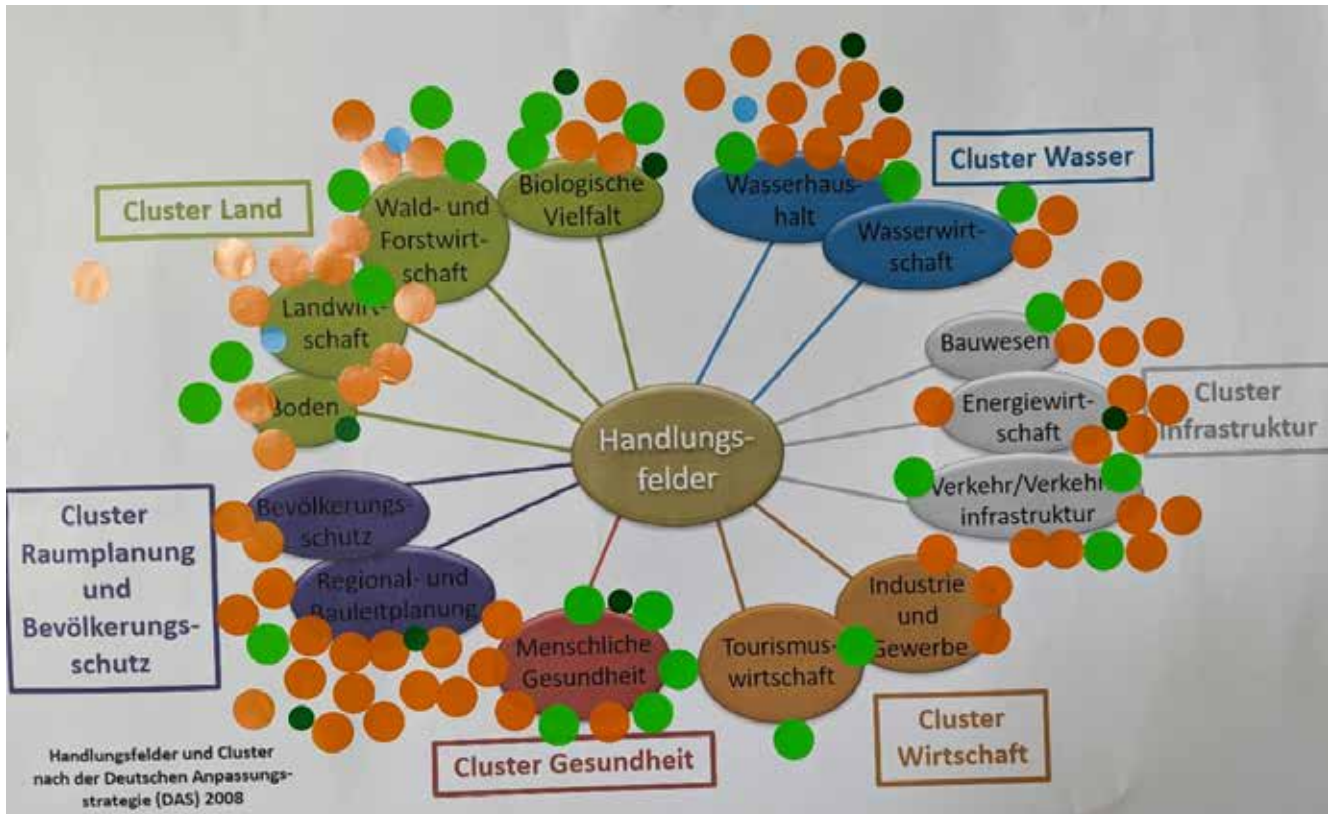 Cluster Land
Wald- und
Forstwirt-
schaft
Biologische
Vielfalt
Wasserhaus-
halt
Cluster Wasser
Wasserwirt-
schaft
Landwirt-
schaft
Boden
Bauwesen
Energiewirt-
schaft
Cluster
Infrastruktur
Handlungs-
felder
Verkehr/Verkehrs
infrastruktur
Cluster
Raumplanung
und
Bevölkerungs-
schutz
Bevölkerungs-
schutz
Regional- und
Bauleitplanung
Menschliche
Gesundheit
Tourismus-
wirtschaft
Industrie
und
Gewerbe
Cluster
Wirtschaft
Cluster Gesundheit
Handlungsfelder und Cluster
nach der Deutschen Anpassungs-
strategie (DAS) 2008